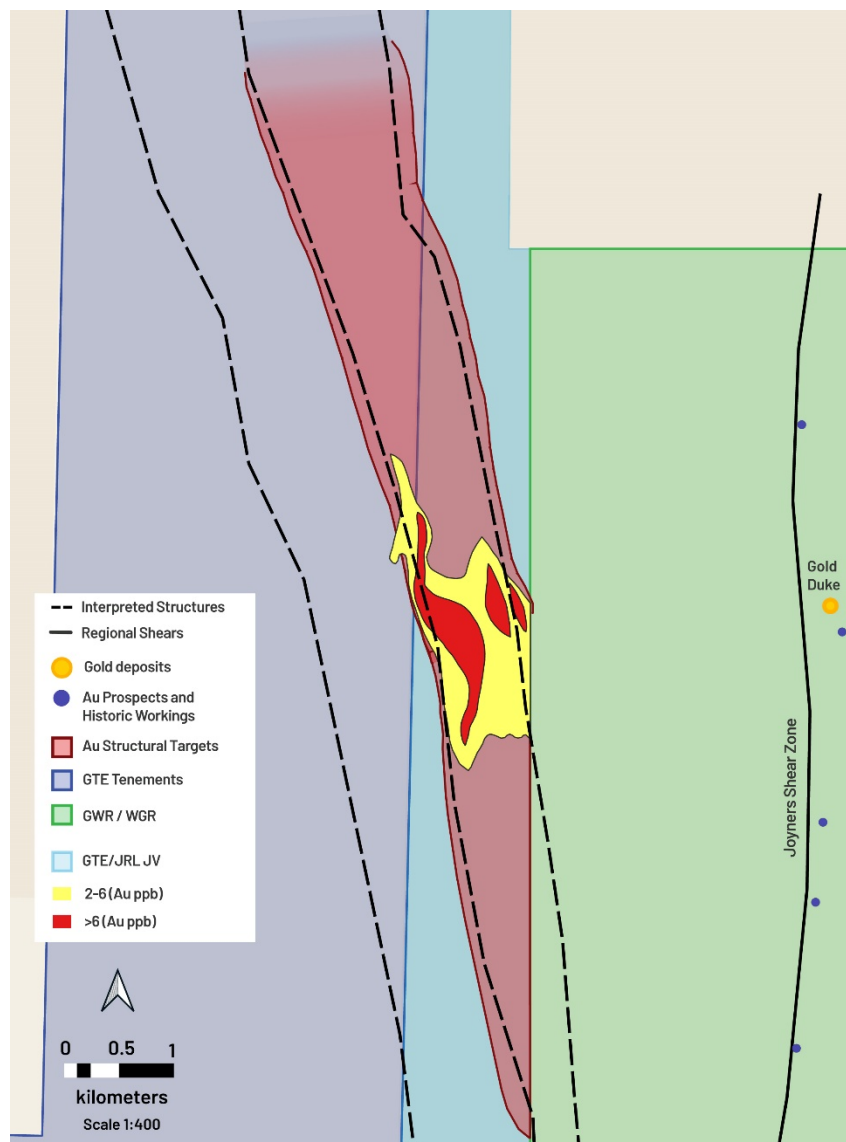 Gold
Duke
Joyners Shear Zone
Interpreted Structures
Regional Shears
Gold deposits
Au Prospects and
Historic Workings
Au Structural Targets
GTE Tenements
GWR / WGR
GTE/JRL JV
2-6 (Au ppb)
>6 (Au ppb)
0 0.5 1
kilometers
Scale 1:400